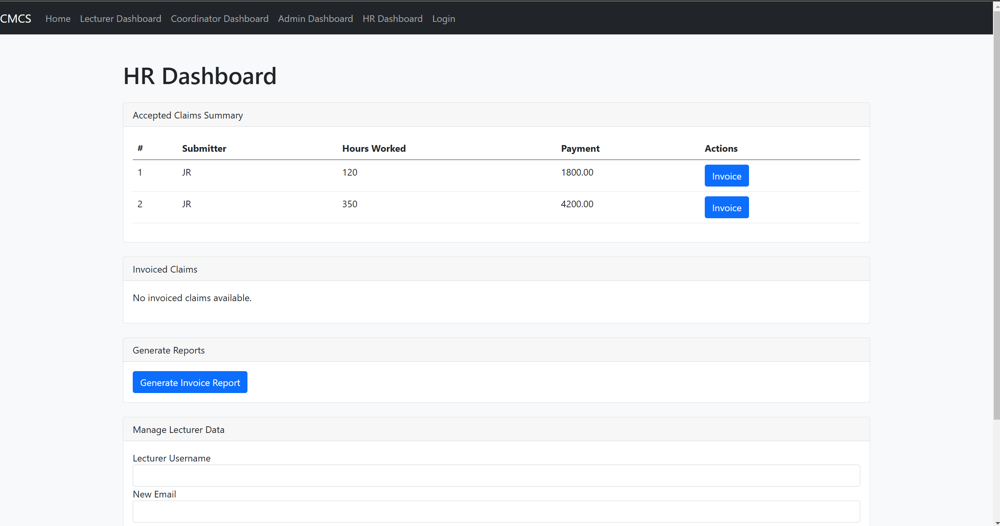 CMCS Home Lecturer Dashboard Coordinator Dashboard Admin Dashboard HR Dashboard Login
HR Dashboard
Accepted Claims Summary
# Submitter Hours Worked Payment Actions
1 JR 120 1800.00 Invoice
2 JR 350 4200.00 Invoice
Invoiced Claims
No invoiced claims available.
Generate Reports
Generate Invoice Report
Manage Lecturer Data
Lecturer Username
New Email